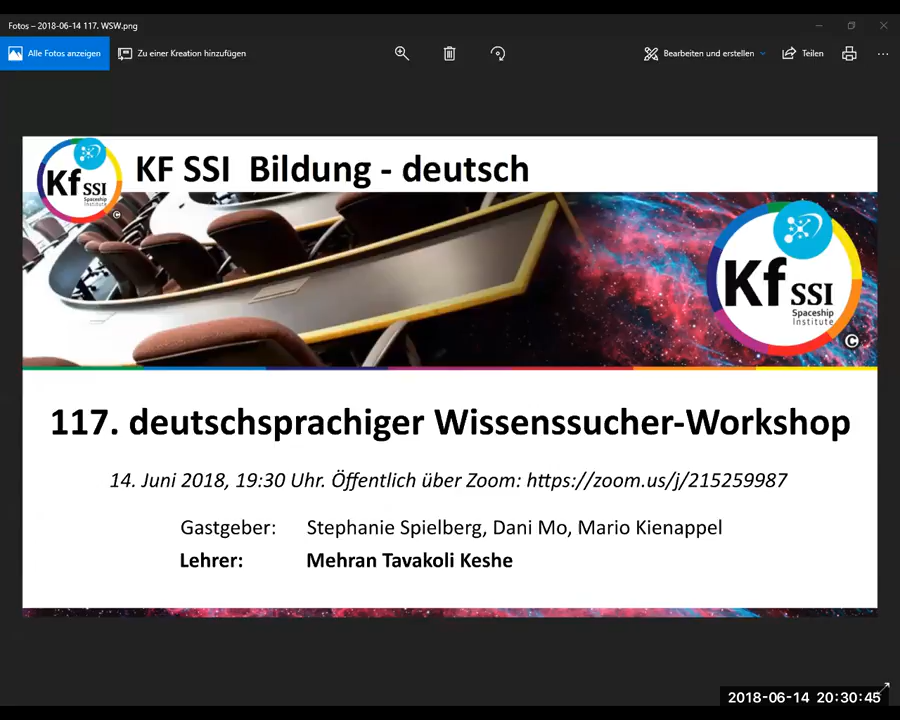 Fotos – 2018-06-14 117. WSW.png
Alle Fotos anzeigen
Zu einer Kreation hinzufügen
Bearbeiten und erstellen
Teilen
Kf SSI
Spaceship
Institute
©
KF SSI Bildung - deutsch
Kf SSI
Spaceship
Institute
©
117. deutschsprachiger Wissenssucher-Workshop
14. Juni 2018, 19:30 Uhr. Öffentlich über Zoom: https://zoom.us/j/215259987
Gastgeber: Stephanie Spielberg, Dani Mo, Mario Kienappel
Lehrer: Mehran Tavakoli Keshe
2018-06-14 20:30:45